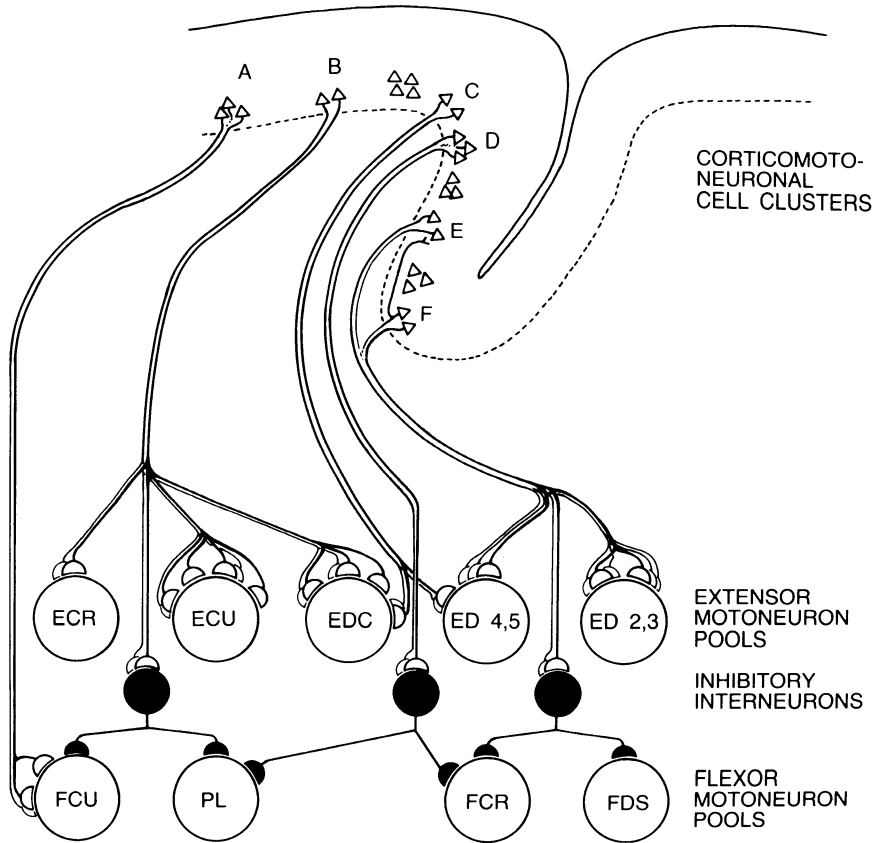 A
B
C
D
E
F
CORTICOMOTO-
NEURONAL
CELL CLUSTERS
ECR
ECU
EDC
ED 4,5
ED 2,3
EXTENSOR
MOTONEURON
POOLS
INHIBITORY
INTERNEURONS
FCU
PL
FCR
FDS
FLEXOR
MOTONEURON
POOLS